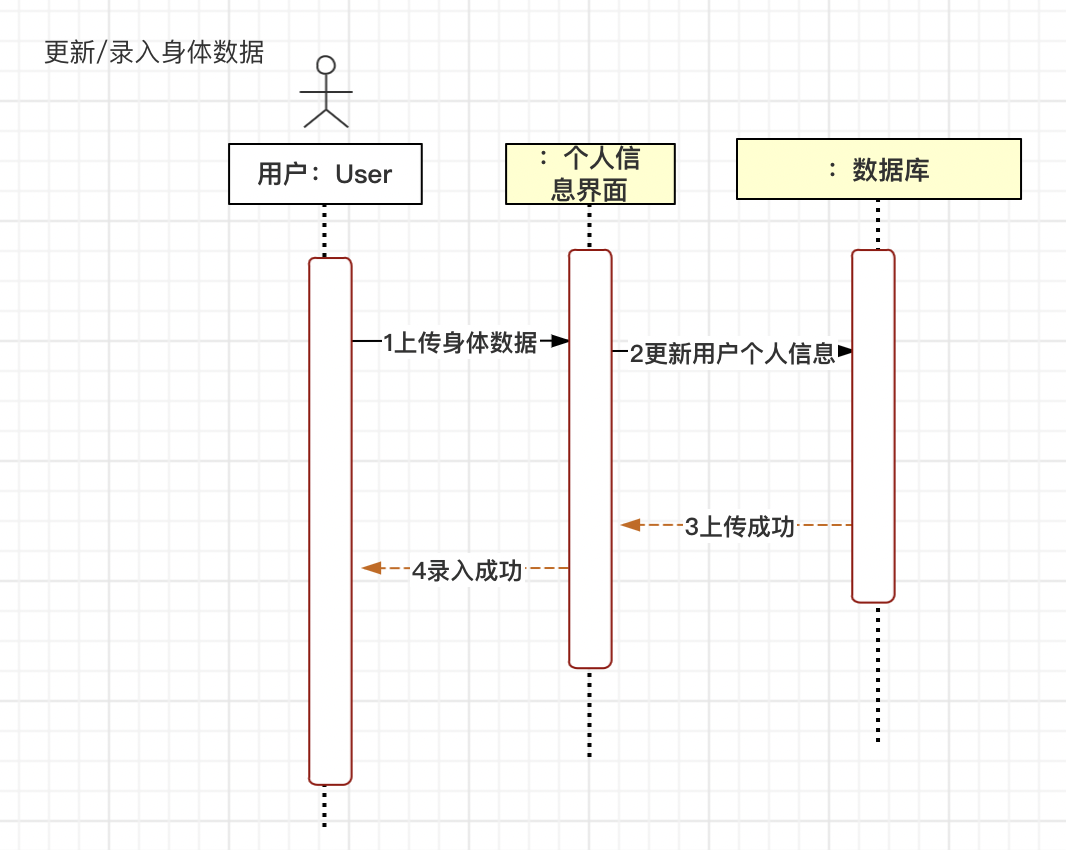 更新/录入身体数据
用户：User
：个人信
息界面
：数据库
1上传身体数据
2更新用户个人信息
3上传成功
4录入成功